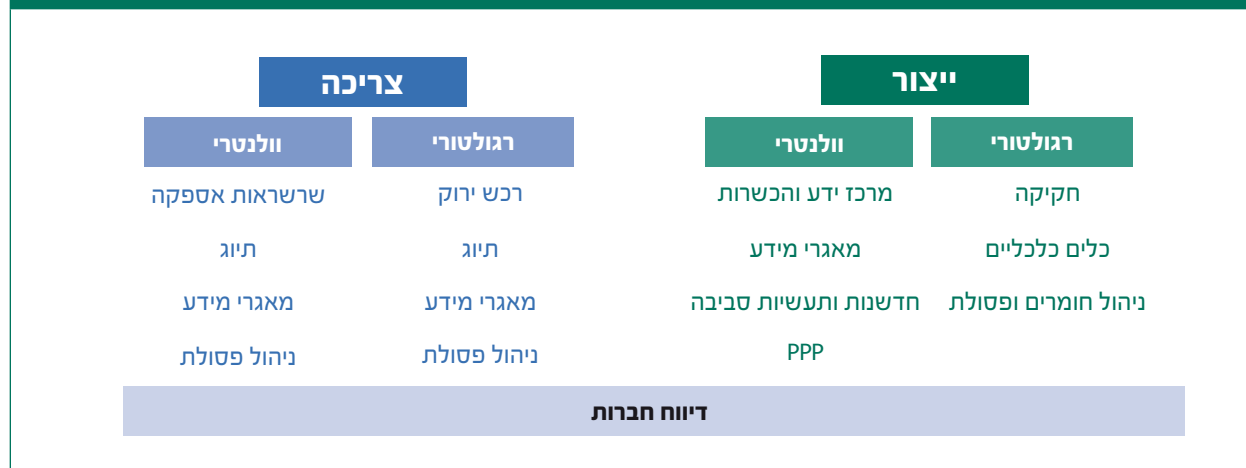 ייצור
צריכה
רגולטורי
וולנטרי
רגולטורי
וולנטרי
חקיקה
מרכז ידע והכשרות
רכש ירוק
שרשראות אספקה
כלים כלכליים
מאגרי מידע
תיוג
תיוג
ניהול חומרים ופסולת
חדשנות ותעשיות סביבה
מאגרי מידע
מאגרי מידע
PPP
ניהול פסולת
ניהול פסולת
דיווח חברות